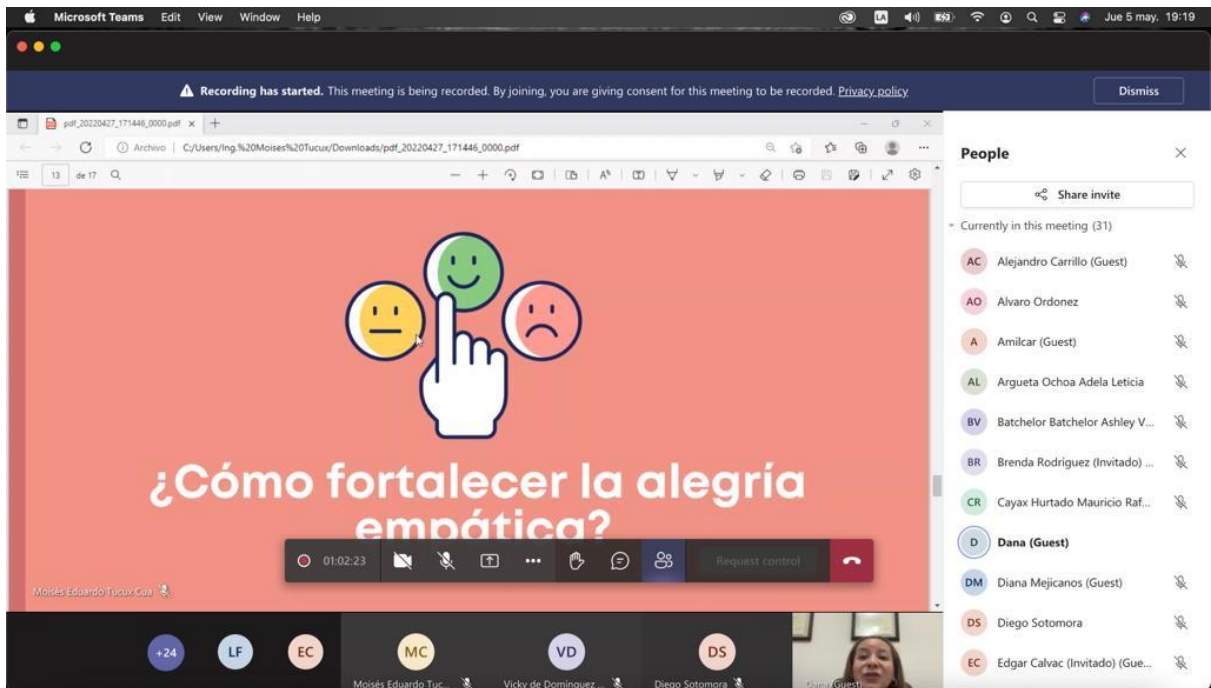 Microsoft Teams Edit View Window Help LA Jue 5 may. 19:19
Recording has started. This meeting is being recorded. By joining, you are giving consent for this meeting to be recorded. Privacy policy Dismiss
pdf_20220427_171446_0000.pdf
Archivo C:/Users/Ing.%20Moises%20Tucux/Downloads/pdf_20220427_171446_0000.pdf
13 de 17
¿Cómo fortalecer la alegría
empática?
01:02:23 Request control
Moisés Eduardo Tucux Cua
+24 LF EC MC VD DS
Moisés Eduardo Tuc... Vicky de Dominguez ... Diego Sotomora Dana (Guest)
People
Share invite
Currently in this meeting (31)
AC Alejandro Carrillo (Guest)
AO Alvaro Ordonez
A Amilcar (Guest)
AL Argueta Ochoa Adela Leticia
BV Batchelor Batchelor Ashley V...
BR Brenda Rodríguez (Invitado) ...
CR Cayax Hurtado Mauricio Raf...
D Dana (Guest)
DM Diana Mejicanos (Guest)
DS Diego Sotomora
EC Edgar Calvac (Invitado) (Gue...